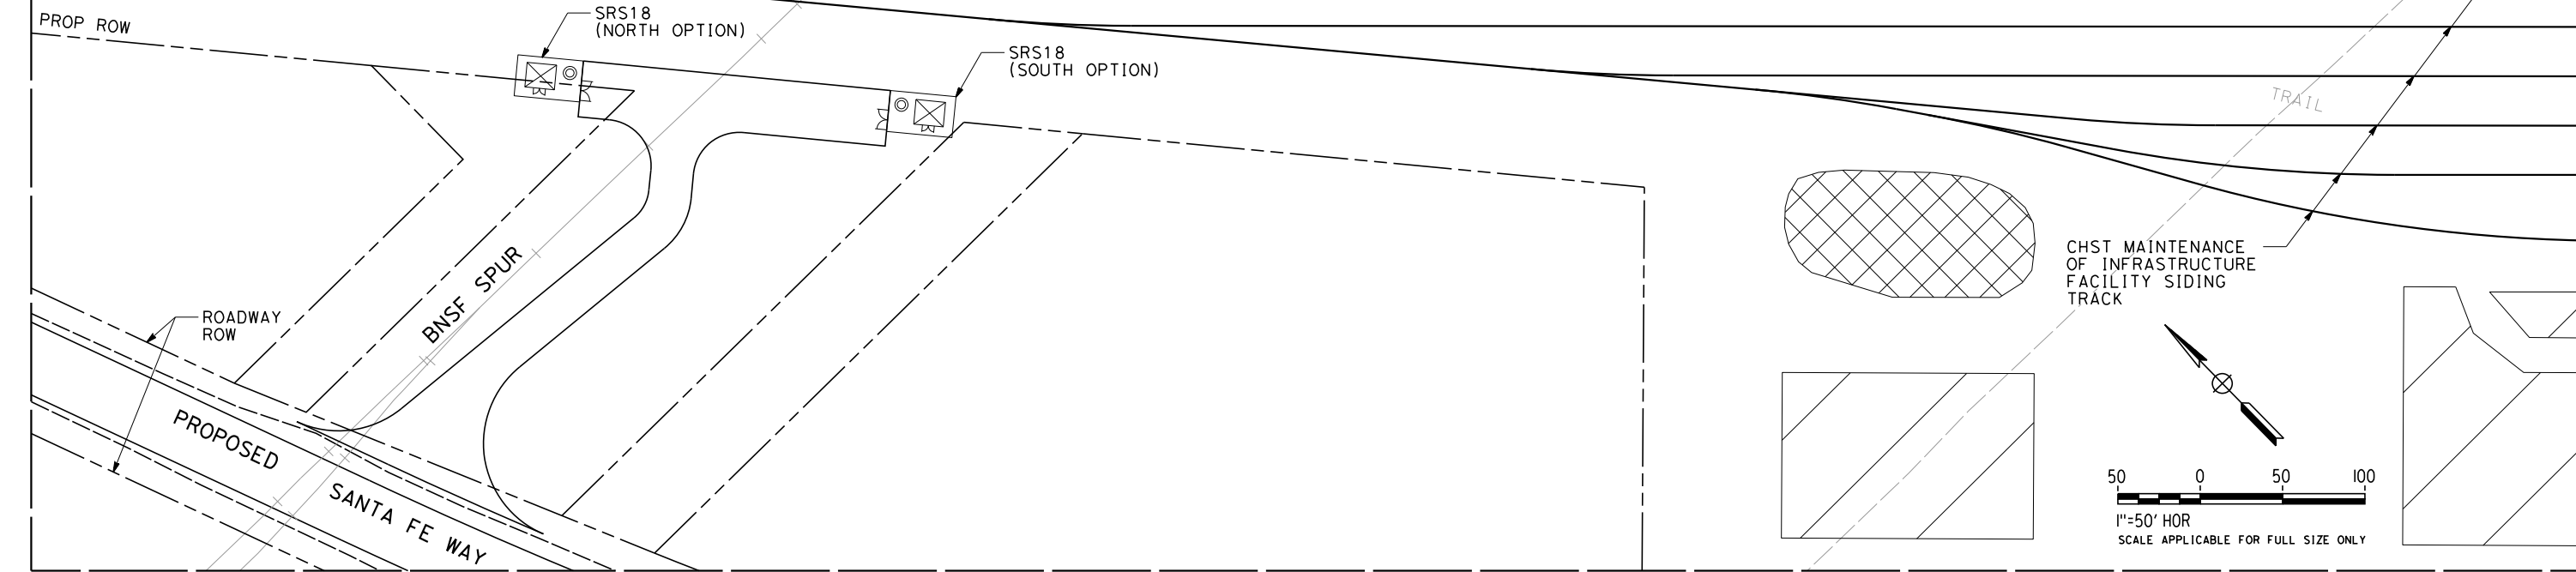 PROP ROW
SRS18
(NORTH OPTION)
SRS18
(SOUTH OPTION)
TRAIL
CHST MAINTENANCE
OF INFRASTRUCTURE
FACILITY SIDING
TRACK
BNSF SPUR
ROADWAY
ROW
PROPOSED
SANTA FE WAY
50 0 50 100
1"=50' HOR
SCALE APPLICABLE FOR FULL SIZE ONLY